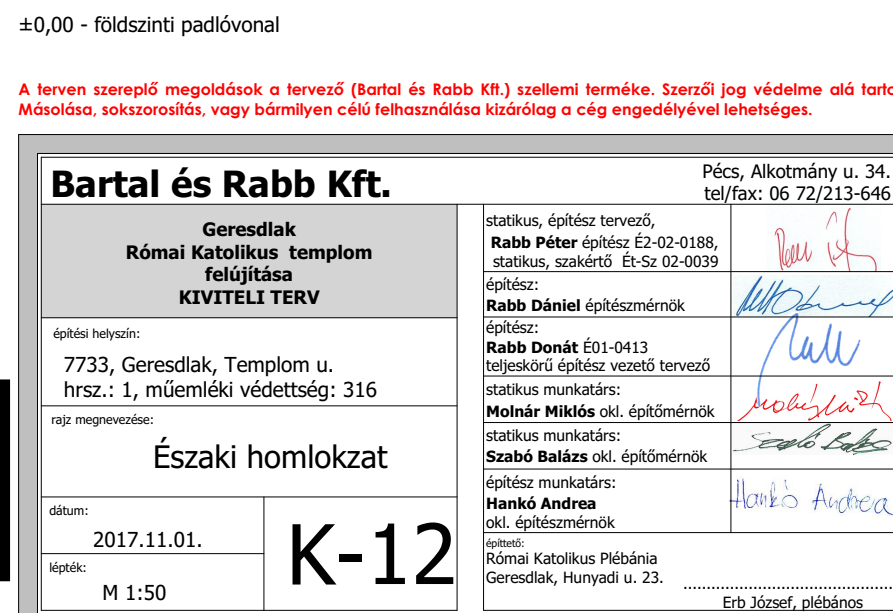 ±0,00 - földszinti padlóvonal
A terven szereplő megoldások a tervező (Bartal és Rabb Kft.) szellemi terméke. Szerzői jog védelme alá
Másolása, sokszorosítás, vagy bármilyen célú felhasználása kizárólag a cég engedélyével lehetséges.
Bartal és Rabb Kft.
Pécs, Alkotmány u. 34.
tel/fax: 06 72/213-646
Geresdlak
Római Katolikus templom
felújítása
KIVITELI TERV
építési helyszín:
7733, Geresdlak, Templom u.
hrsz.: 1, műemléki védettség: 316
rajz megnevezése:
Északi homlokzat
dátum:
2017.11.01.
lépték:
M 1:50
K-12
statikus, építész tervező,
Rabb Péter építész É2-02-0188,
statikus, szakértő Ét-Sz 02-0039
építész:
Rabb Dániel építészmérnök
építész:
Rabb Donát É01-0413
teljeskörű építész vezető tervező
statikus munkatárs:
Molnár Miklós okl. építőmérnök
statikus munkatárs:
Szabó Balázs okl. építőmérnök
Szabó Balázs
építész munkatárs:
Hankó Andrea
okl. építészmérnök
Hankó Andrea
építtető:
Római Katolikus Plébánia
Geresdlak, Hunyadi u. 23.
Erb József, plébános